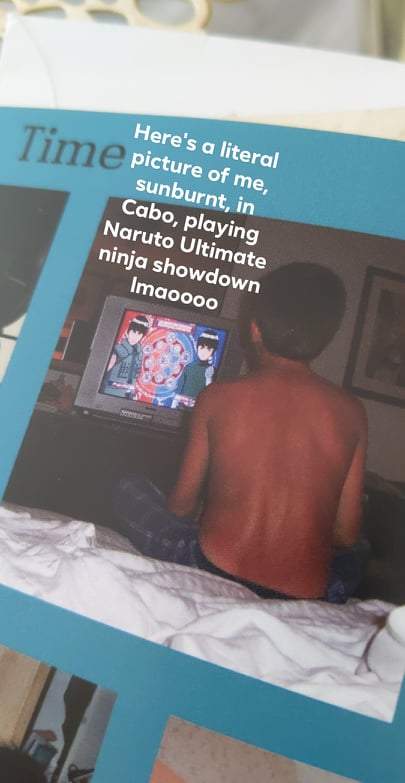 Time
Here's a literal
picture of me,
sunburnt, in
Cabo, playing
Naruto Ultimate
ninja showdown
lmaoooo